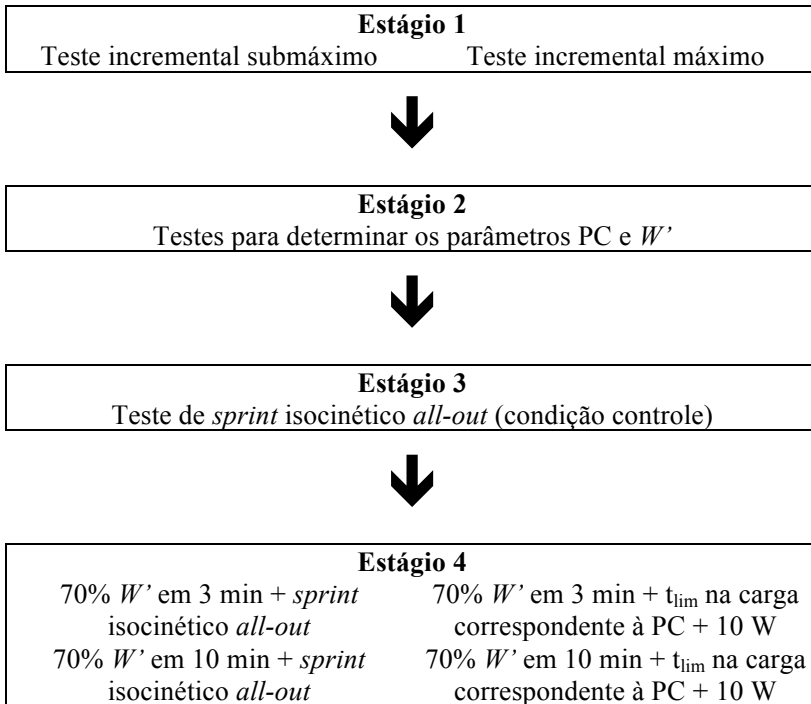 Estágio 1
Teste incremental submáximo Teste incremental máximo
Estágio 2
Testes para determinar os parâmetros PC e W’
Estágio 3
Teste de sprint isocinético all-out (condição controle)
Estágio 4
70% W’ em 3 min + sprint 70% W’ em 3 min + tlim na carga
isocinético all-out correspondente à PC + 10 W
70% W’ em 10 min + sprint 70% W’ em 10 min + tlim na carga
isocinético all-out correspondente à PC + 10 W